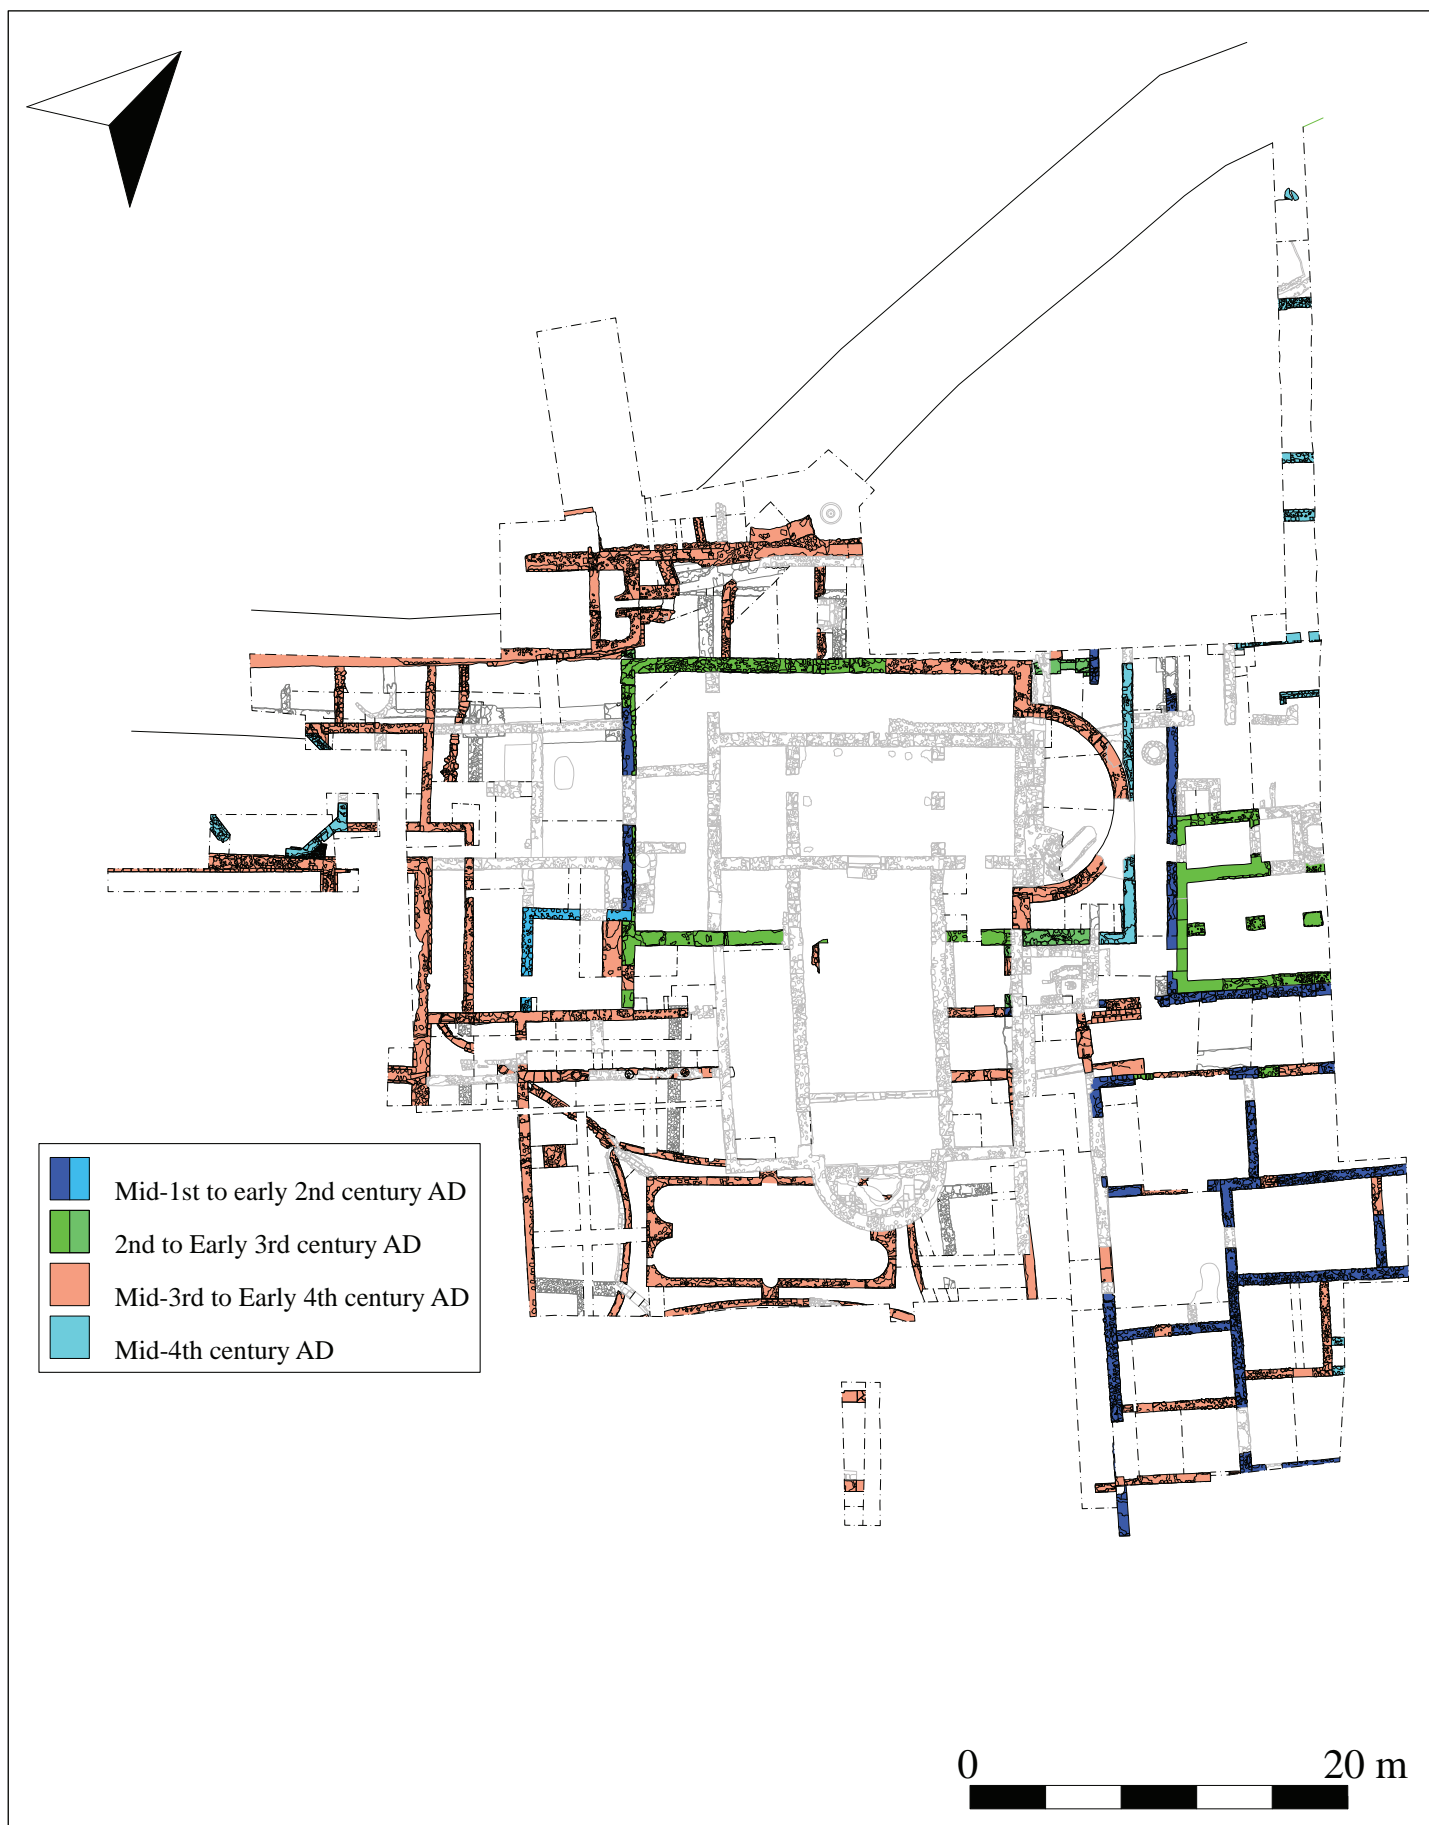 Mid-1st to early 2nd century AD
2nd to Early 3rd century AD
Mid-3rd to Early 4th century AD
Mid-4th century AD
0 20 m